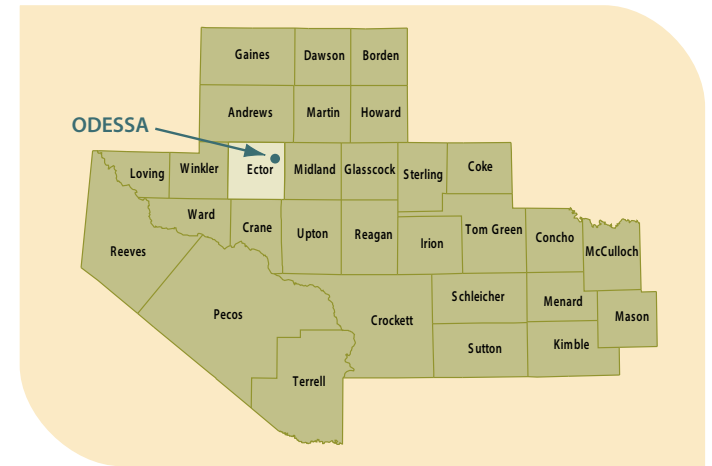 Gaines Dawson Borden
Andrews Martin Howard
ODESSA
Loving Winkler Ector Midland Glasscock Sterling Coke
Ward Crane Upton Reagan Irion Tom Green Concho McCulloch
Reeves
Pecos Crockett Schleicher Menard Mason
Sutton Kimble
Terrell